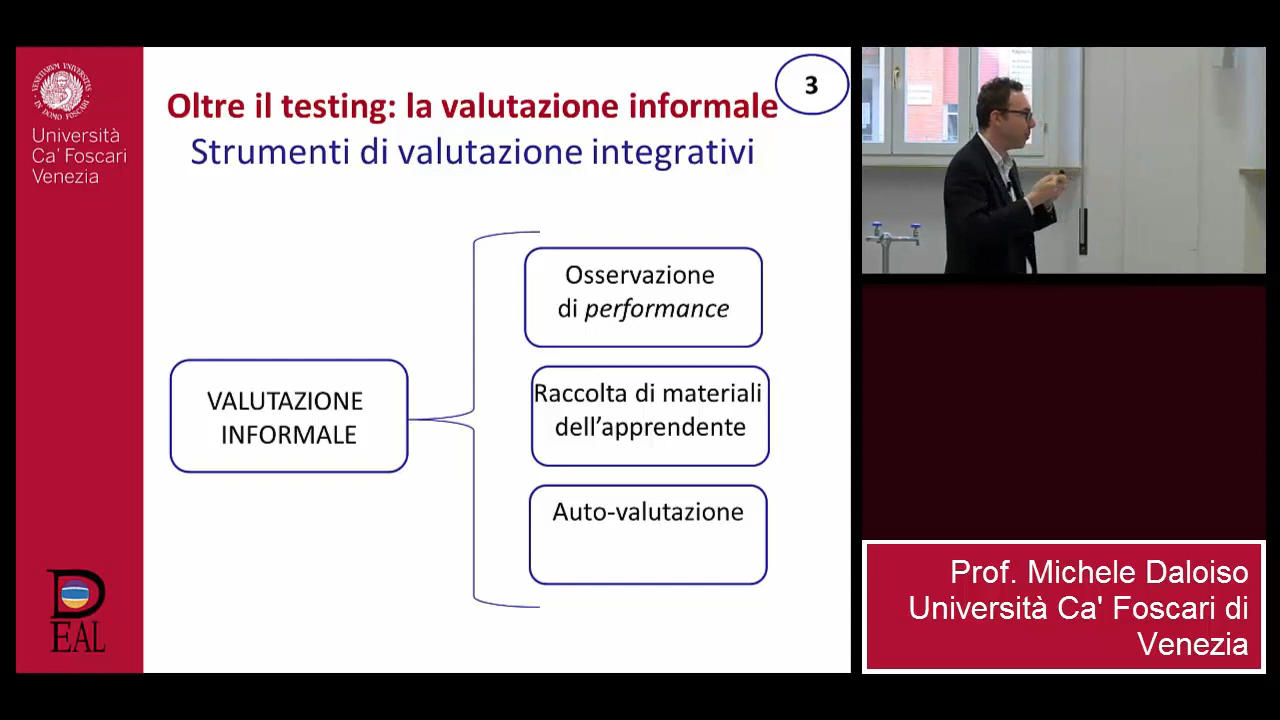 Università
Ca' Foscari
Venezia
Oltre il testing: la valutazione informale
3
Strumenti di valutazione integrativi
VALUTAZIONE
INFORMALE
Osservazione
di performance
Raccolta di materiali
dell’apprendente
Auto-valutazione
D
EAL
Prof. Michele Daloiso
Università Ca' Foscari di
Venezia